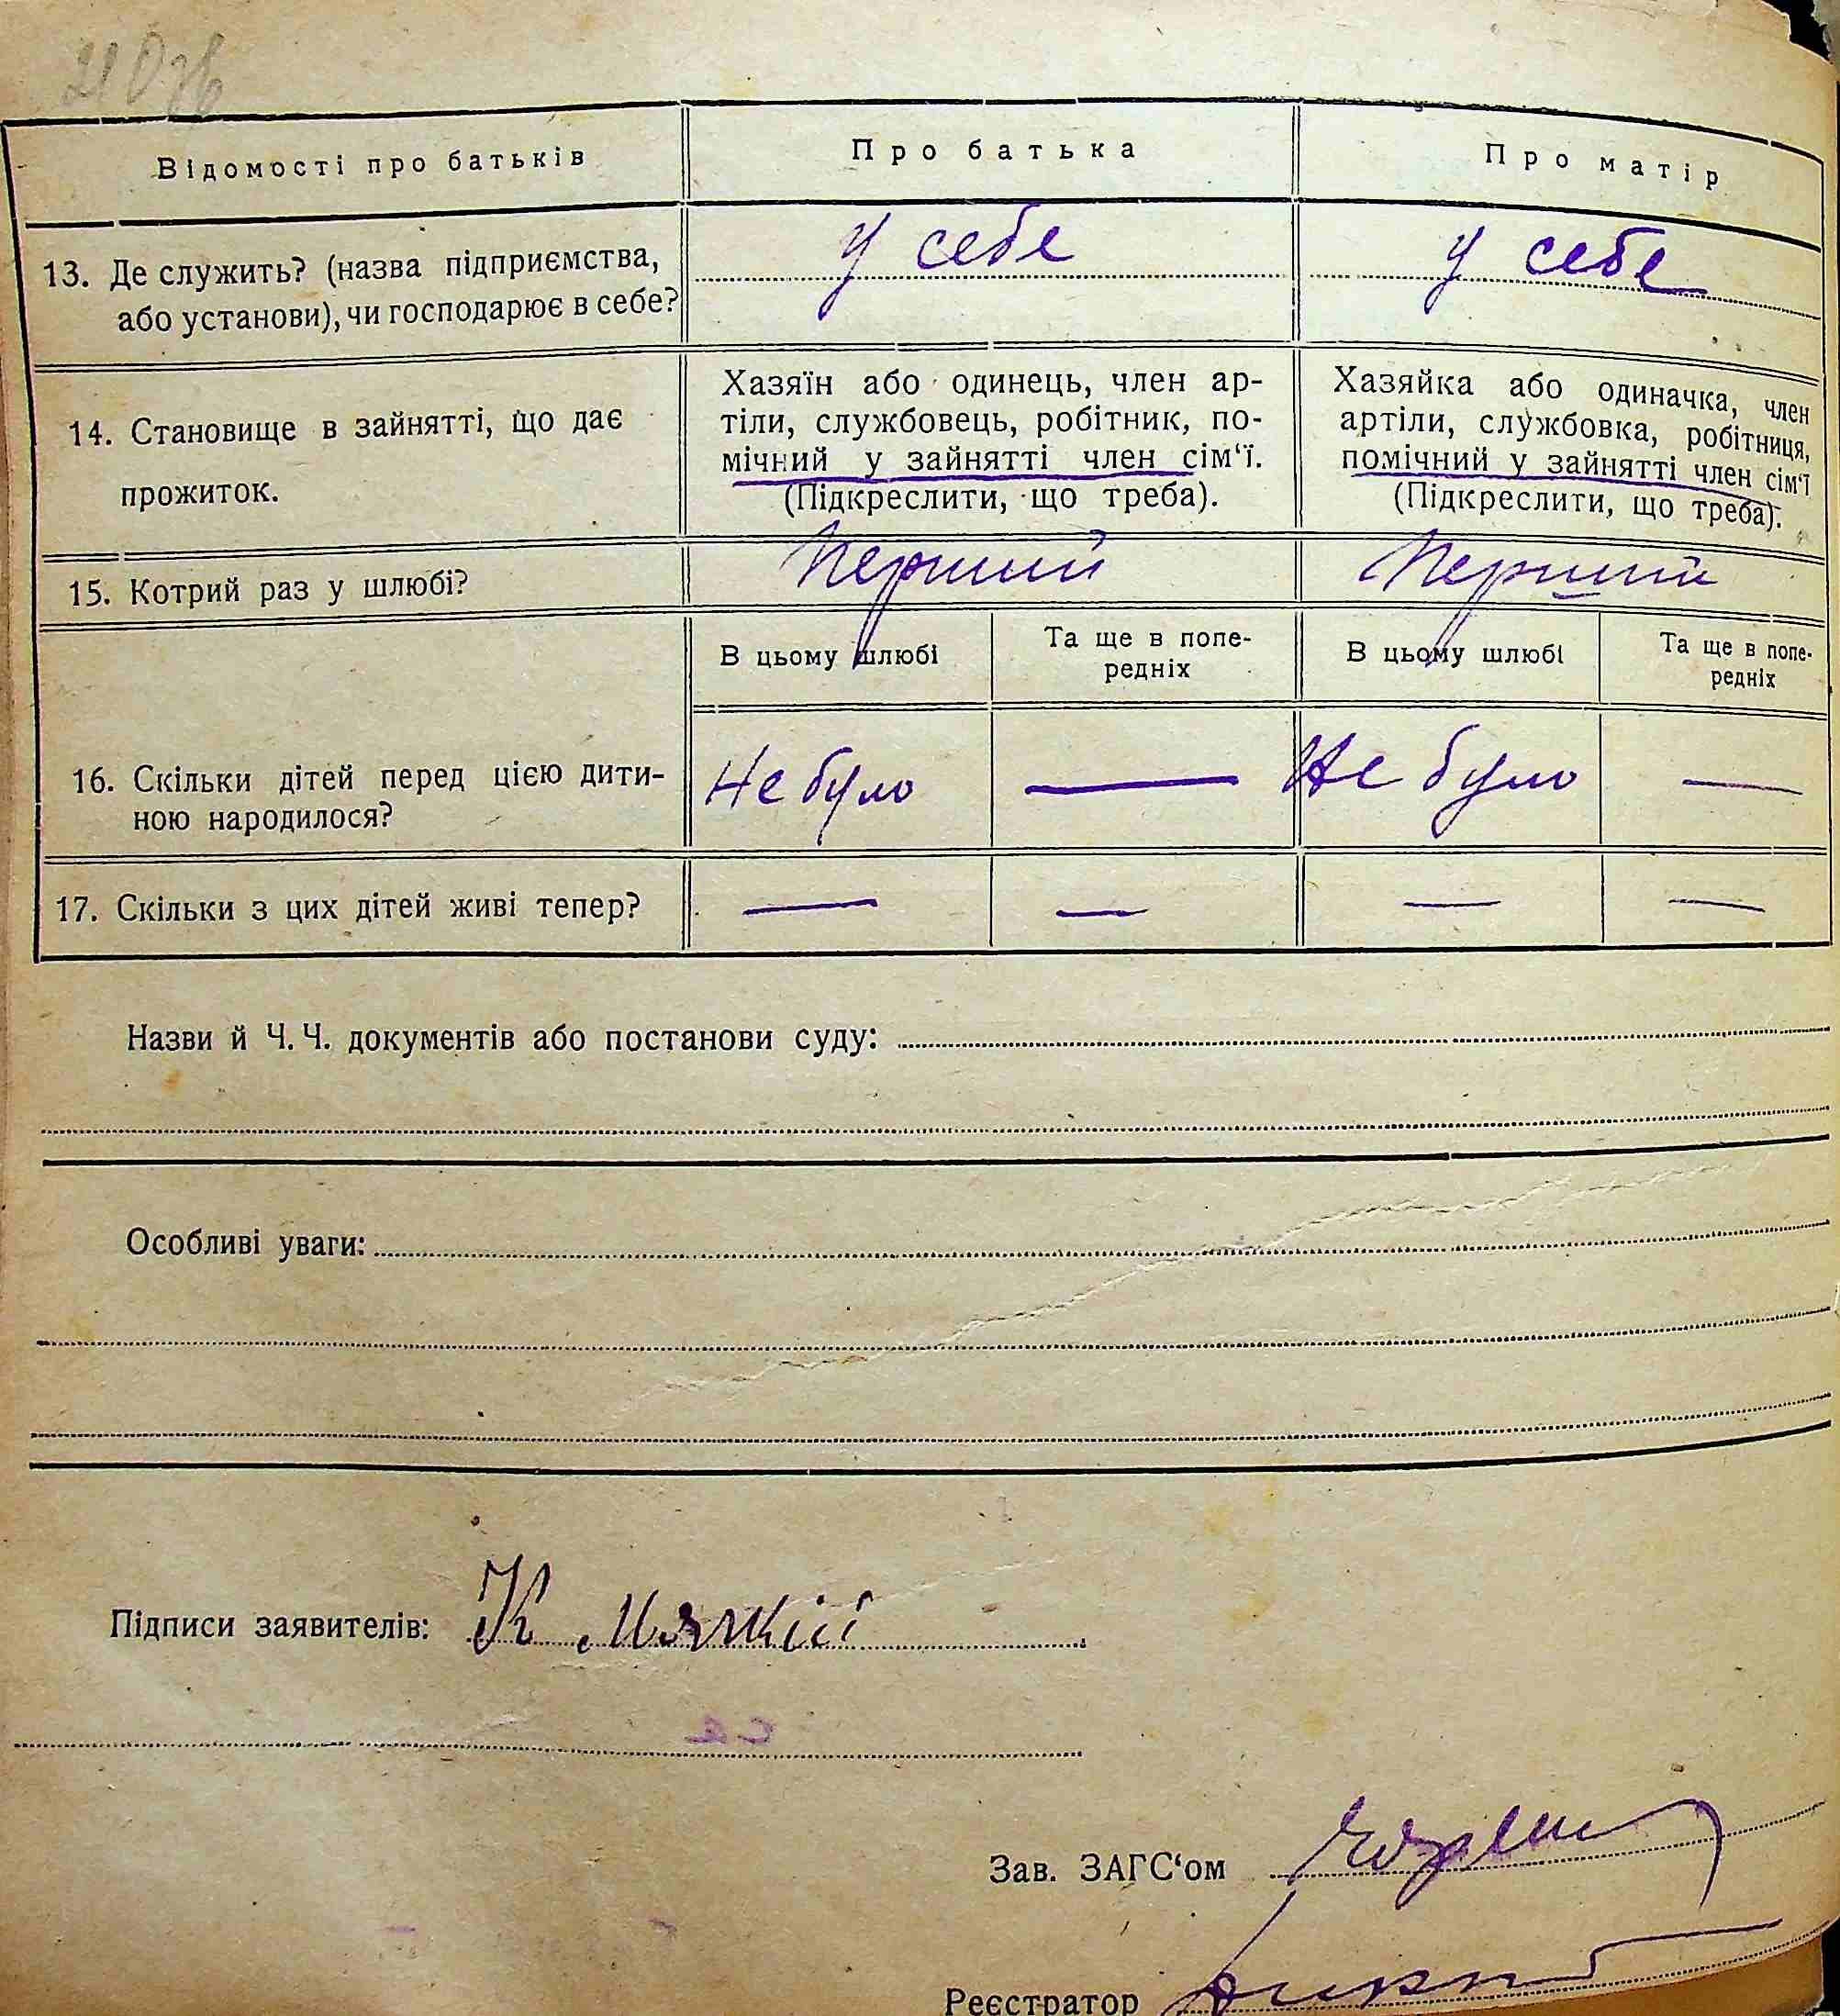 Відомості про батьків
Про батька
Про матір
13. Де служить? (назва підприємства,
або установи), чи господарює в себе?
У себе
У себе
14. Становище в зайнятті, що дає
прожиток.
Хазяїн або одинець, член ар-
тіли, службовець, робітник, по-
мічний у зайнятті член сім‘ї.
(Підкреслити, що треба).
Хазяйка або одиначка, член
артіли, службовка, робітниця,
помічний у зайнятті член сім‘ї
(Підкреслити, що треба).
15. Котрий раз у шлюбі?
Перший
Перший
В цьому шлюбі
Та ще в попе-
редніх
В цьому шлюбі
Та ще в попе-
редніх
16. Скільки дітей перед цією дити-
ною народилося?
Не було
—
Не було
—
17. Скільки з цих дітей живі тепер?
—
—
—
—
Назви й Ч. Ч. документів або постанови суду:
Особливі уваги:
Підписи заявителів: К Мяккій
Зав. ЗАГС‘ом
Реєстратор